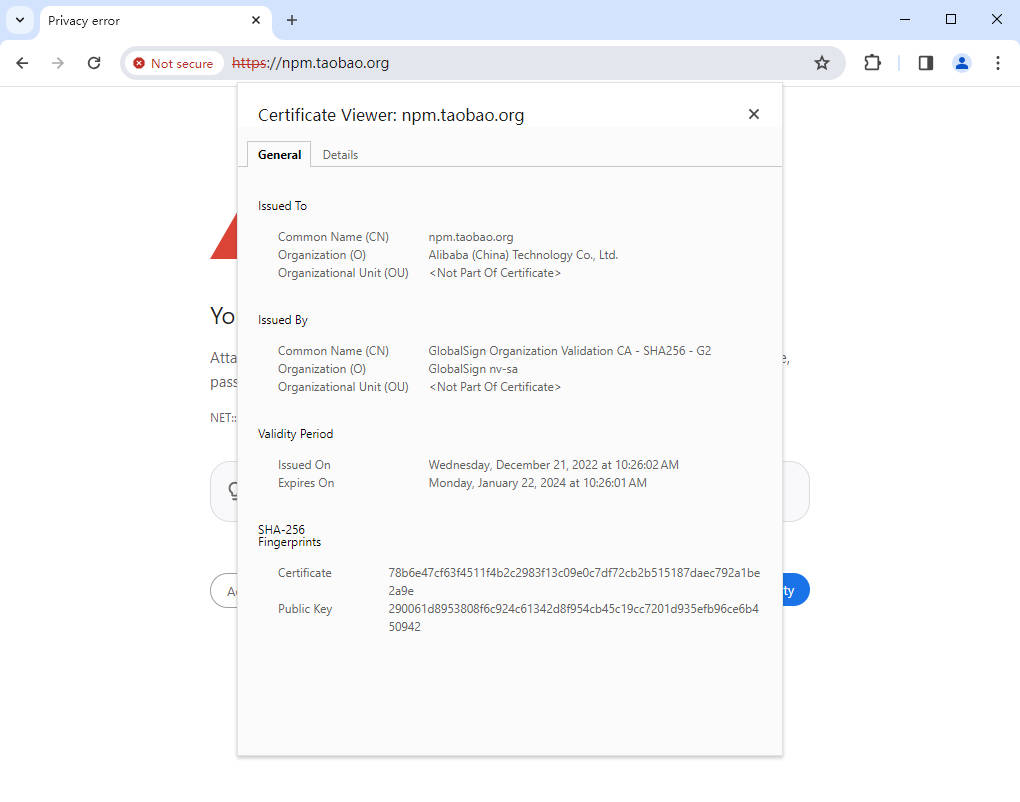 Privacy error
Not secure https://npm.taobao.org
Certificate Viewer: npm.taobao.org
General Details
Issued To
Common Name (CN) npm.taobao.org
Organization (O) Alibaba (China) Technology Co., Ltd.
Organizational Unit (OU) <Not Part Of Certificate>
Issued By
Common Name (CN) GlobalSign Organization Validation CA - SHA256 - G2
Organization (O) GlobalSign nv-sa
Organizational Unit (OU) <Not Part Of Certificate>
Validity Period
Issued On Wednesday, December 21, 2022 at 10:26:02 AM
Expires On Monday, January 22, 2024 at 10:26:01 AM
SHA-256
Fingerprints
Certificate 78b6e47cf63f4511f4b2c2983f13c09e0c7df72cb2b515187daec792a1be
2a9e
Public Key 290061d8953808f6c924c61342d8f954cb45c19cc7201d935efb96ce6b4
50942
Yo
Atta
pass
NET::